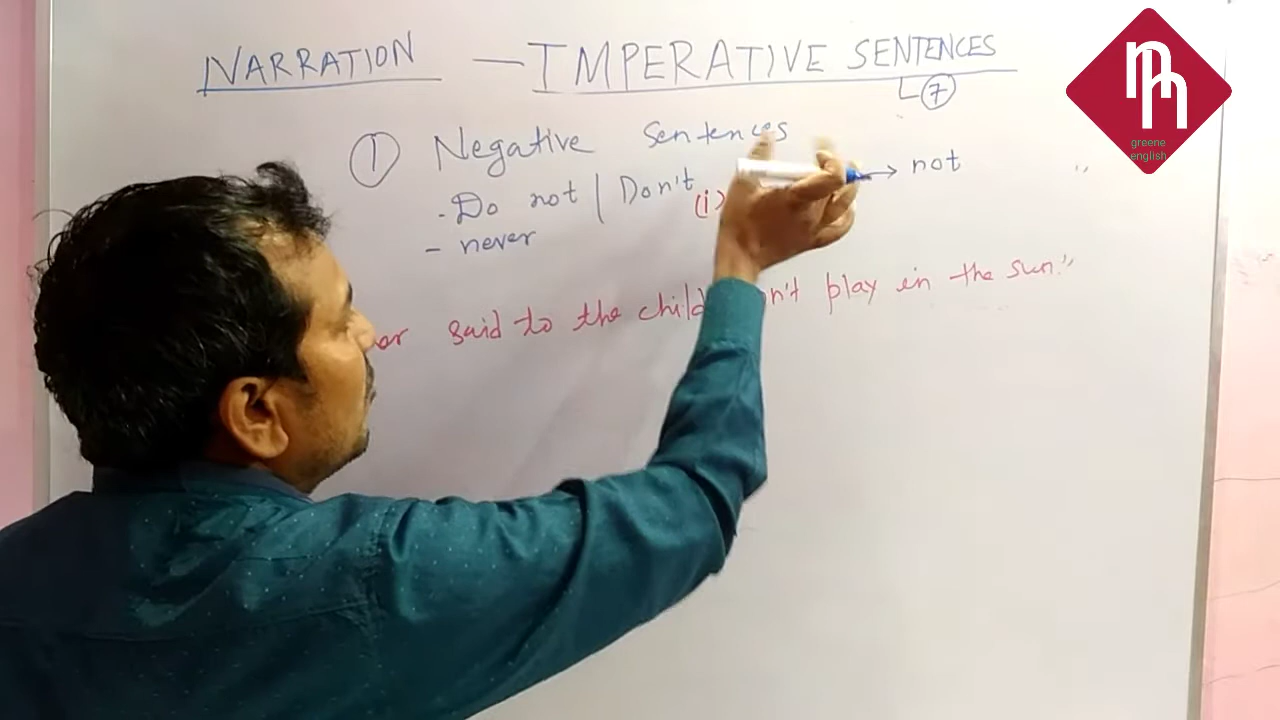 NARRATION — IMPERATIVE SENTENCES
L ⑦
① Negative Sentences
- Do not | Don't (i) → not "
- never
said to the child n't play in the sun."
greene
english